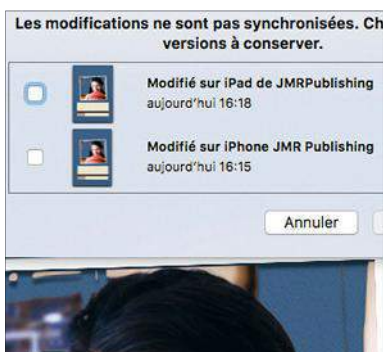 Les modifications ne sont pas synchronisées. Ch
versions à conserver.
Modifié sur iPad de JMRPublishing
aujourd'hui 16:18
Modifié sur iPhone JMR Publishing
aujourd'hui 16:15
Annuler